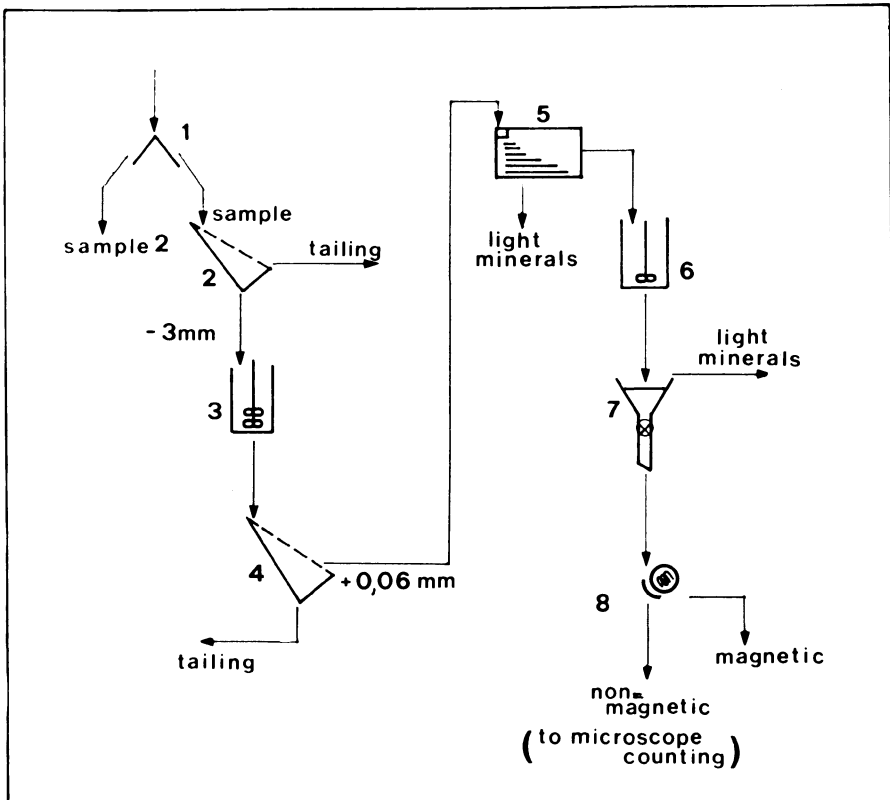 1
sample 2
sample
2
tailing
-3mm
3
4
+0,06 mm
tailing
5
light
minerals
6
light
minerals
7
8
magnetic
non=
magnetic
(to microscope
counting)